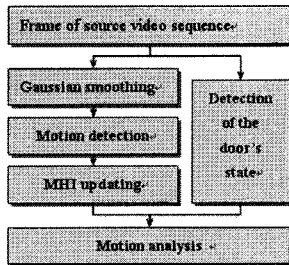 Frame of source video sequence
Gaussian smoothing
Motion detection
MHI updating
Detection
of the
door's
state
Motion analysis